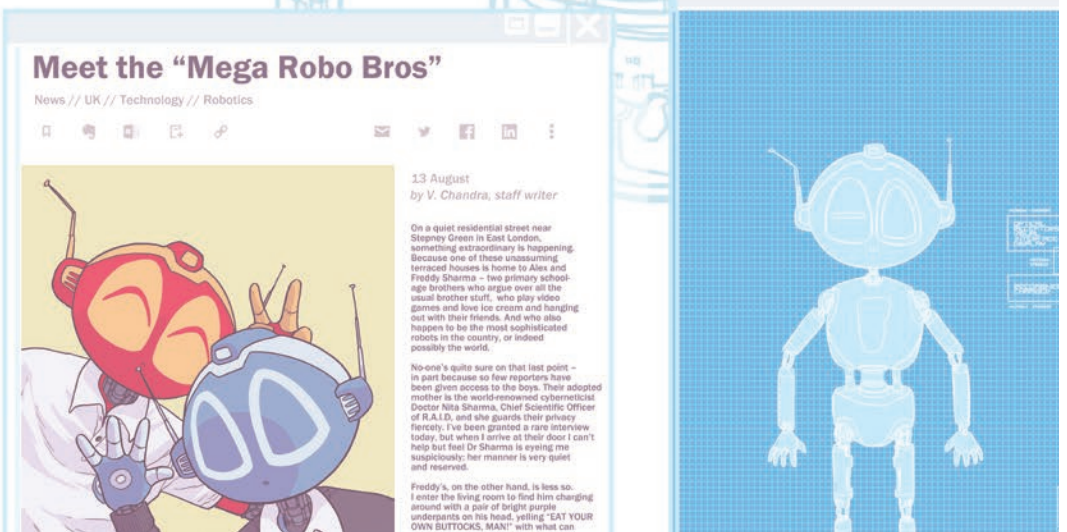 Meet the “Mega Robo Bros”
News // UK // Technology // Robotics
13 August
by V. Chandra, staff writer
On a quiet residential street near
Stepney Green in East London,
something extraordinary is happening.
Because one of these unassuming
terraced houses is home to Alex and
Freddy Sharma – two primary school-
age brothers who argue over all the
usual brother stuff,  who play video
games and love ice cream and hanging
out with their friends. And who also
happen to be the most sophisticated
robots in the country, or indeed
possibly the world.
No-one’s quite sure on that last point –
in part because so few reporters have
been given access to the boys. Their adopted
mother is the world-renowned cyberneticist
Doctor Nita Sharma, Chief Scientific Officer
of R.A.I.D, and she guards their privacy
fiercely. I’ve been granted a rare interview
today, but when I arrive at their door I can’t
help but feel Dr Sharma is eyeing me
suspiciously; her manner is very quiet
and reserved.
Freddy’s, on the other hand, is less so.
I enter the living room to find him charging
around with a pair of bright purple
underpants on his head, yelling “EAT YOUR
OWN BUTTOCKS, MAN!” with what can